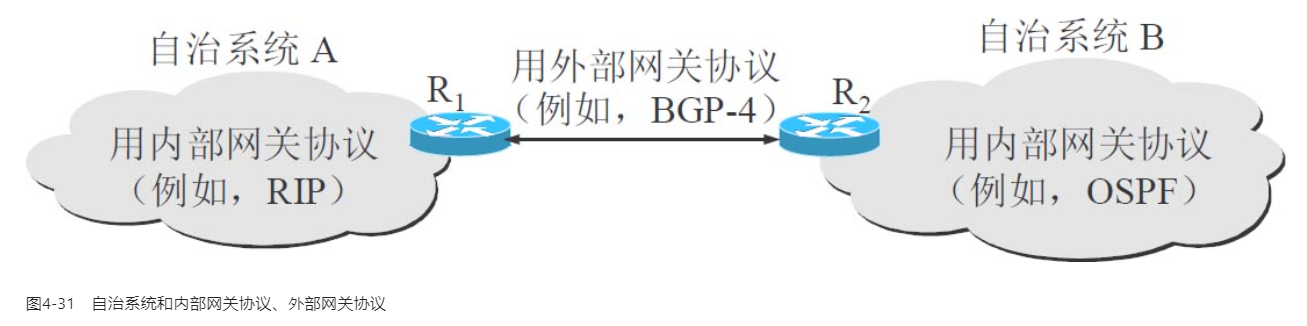 自治系统 A
用内部网关协议
（例如，RIP）
R1
用外部网关协议
（例如，BGP-4）
R2
自治系统 B
用内部网关协议
（例如，OSPF）
图4-31 自治系统和内部网关协议、外部网关协议